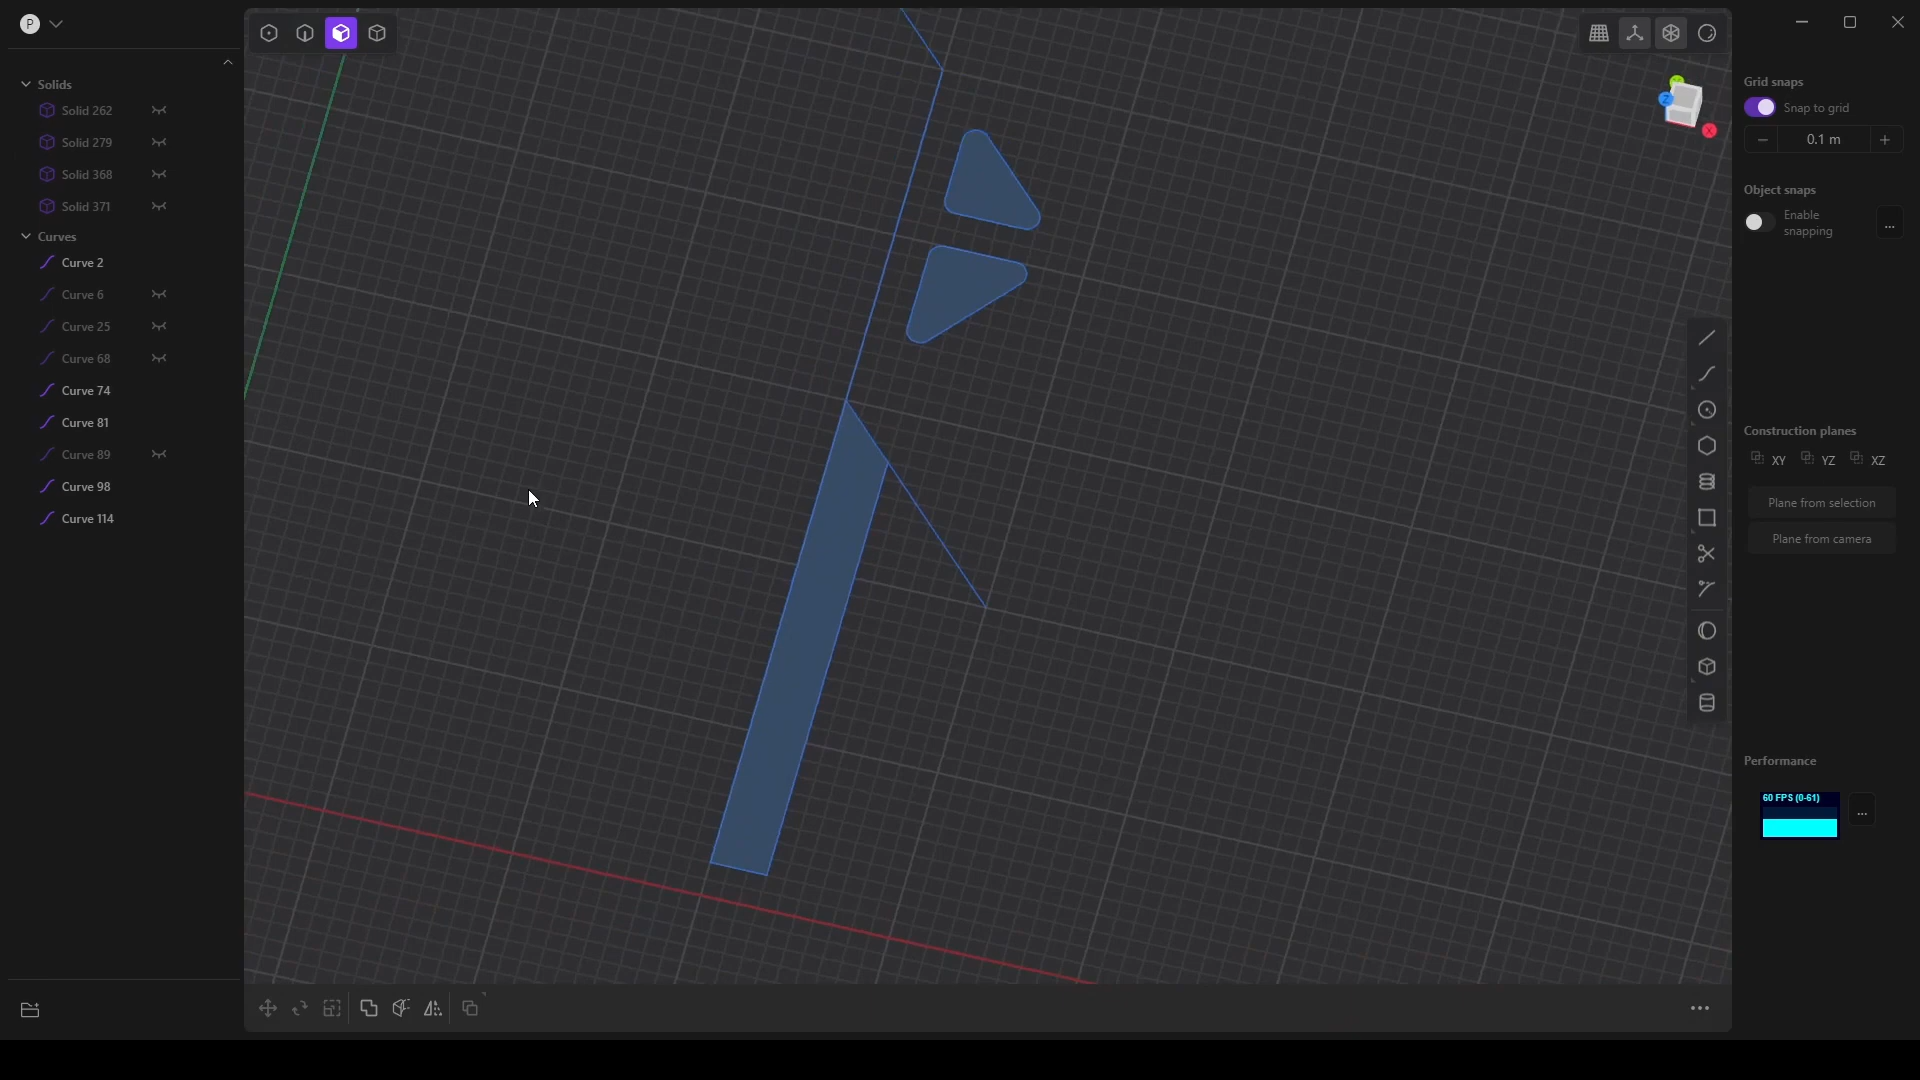 P
Solids
Solid 262
Solid 279
Solid 368
Solid 371
Curves
Curve 2
Curve 6
Curve 25
Curve 68
Curve 74
Curve 81
Curve 89
Curve 98
Curve 114
Z
X
Grid snaps
Snap to grid
0.1 m
Object snaps
Enable
snapping
...
Construction planes
XY YZ XZ
Plane from selection
Plane from camera
Performance
60 FPS (0-61)
...